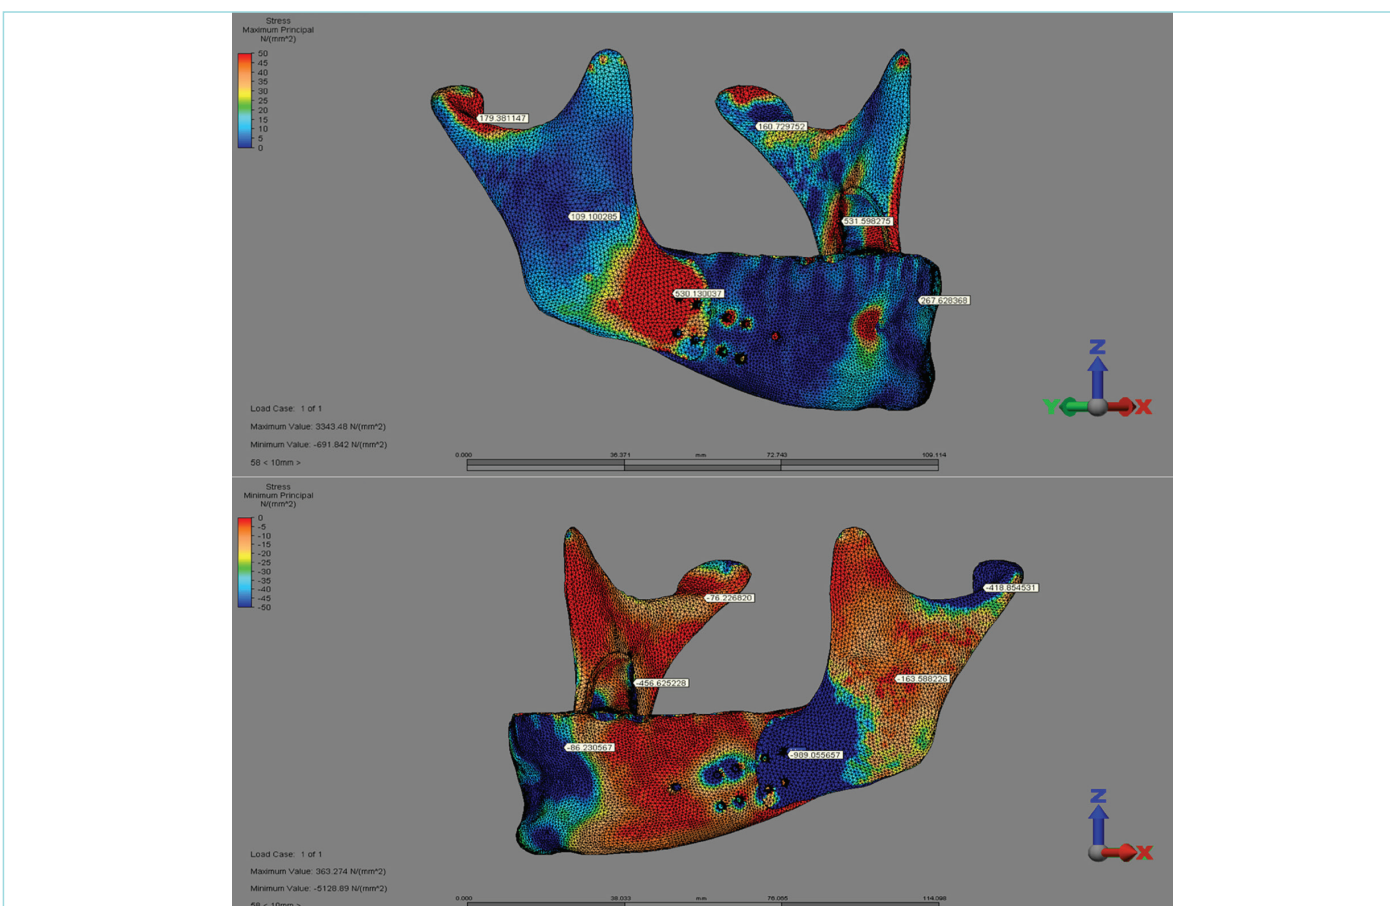 Stress
Maximum Principal
N/(mm^2)
50
45
40
35
30
25
20
15
10
5
0
179.381147
160.729752
109.100285
531.598275
530.130037
267.628368
Z
Y
X
Load Case: 1 of 1
Maximum Value: 3343.48 N/(mm^2)
Minimum Value: -691.842 N/(mm^2)
58 < 10mm >
0.000 36.371 mm 72.743 109.114
Stress
Minimum Principal
N/(mm^2)
0
-5
-10
-15
-20
-25
-30
-35
-40
-45
-50
-418.854531
-76.226820
-163.588226
-456.625228
-86.230567
-989.055657
Z
X
Load Case: 1 of 1
Maximum Value: 363.274 N/(mm^2)
Minimum Value: -5128.89 N/(mm^2)
58 < 10mm >
0.000 38.033 mm 76.065 114.098